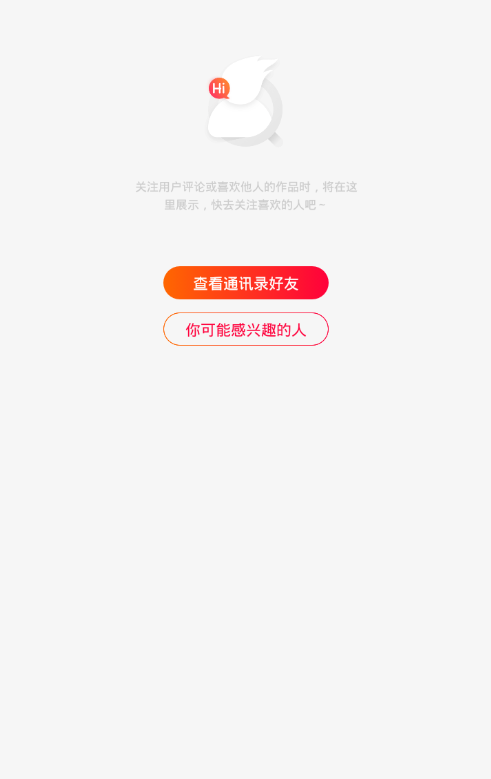 Hi
关注用户评论或喜欢他人的作品时，将在这
里展示，快去关注喜欢的人吧～
查看通讯录好友
你可能感兴趣的人